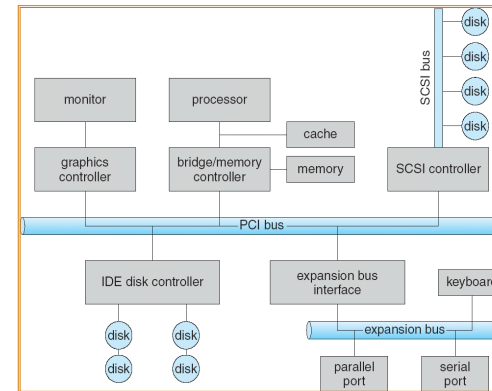 disk
disk
disk
disk
SCSI bus
monitor
processor
cache
graphics
controller
bridge/memory
controller
memory
SCSI controller
PCI bus
IDE disk controller
expansion bus
interface
keyboard
disk
disk
disk
disk
expansion bus
parallel
port
serial
port